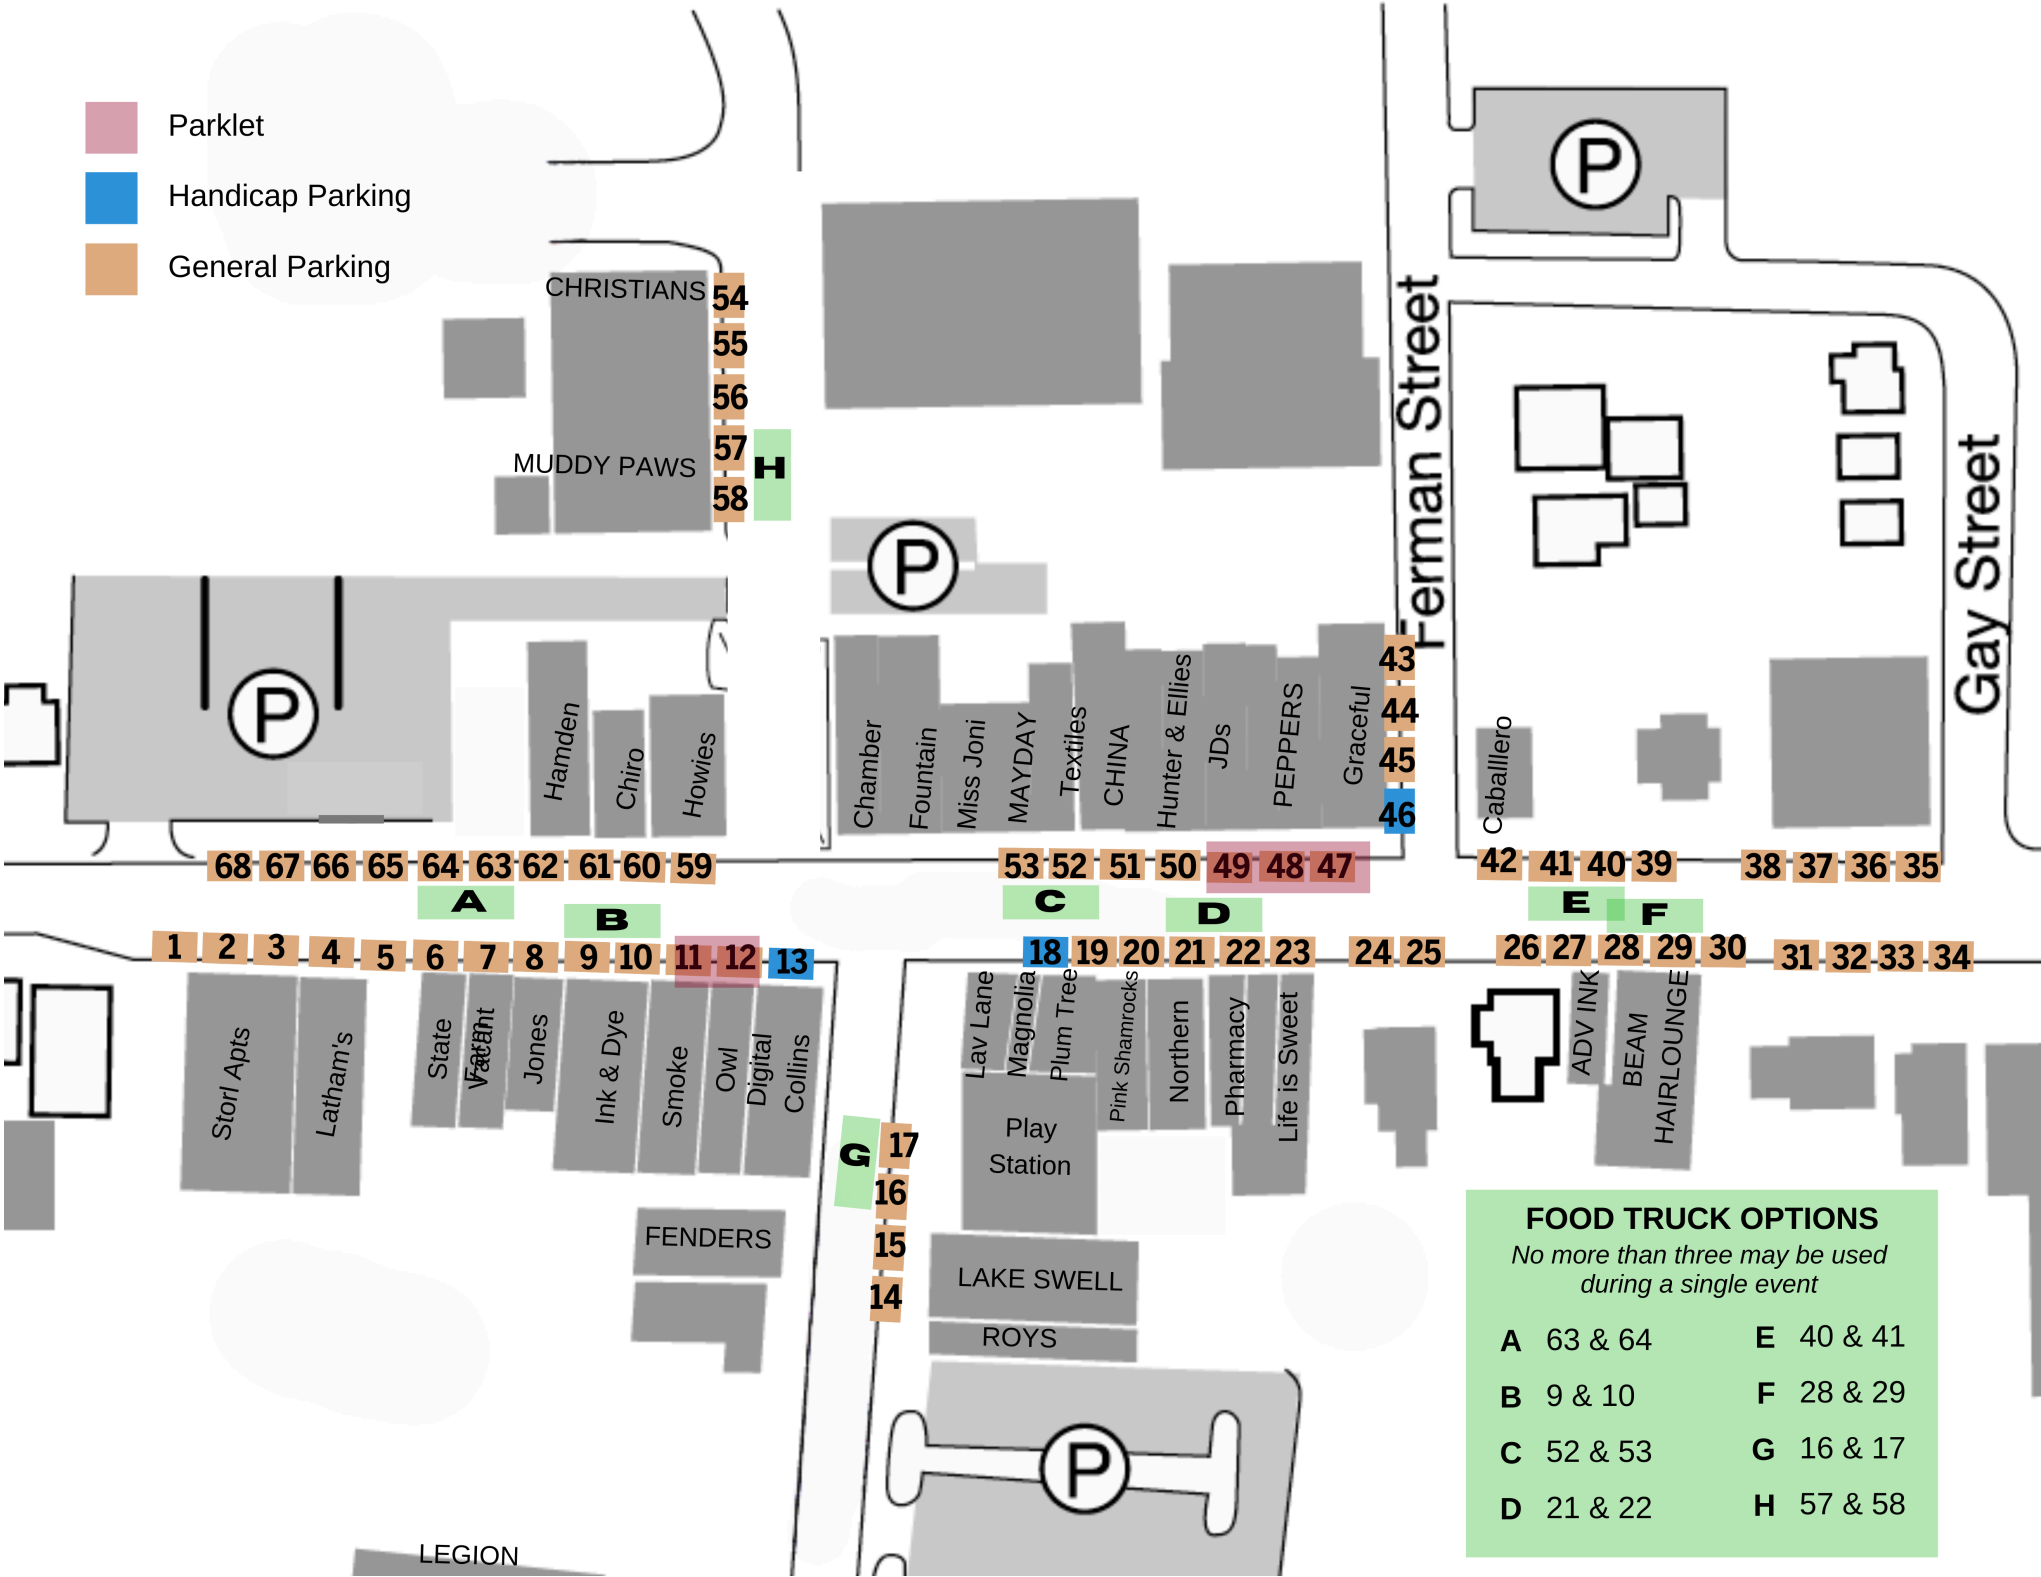 Parklet
Handicap Parking
General Parking
P
CHRISTIANS
54
55
56
57
58
H
MUDDY PAWS
P
Ferman Street
Gay Street
P
Hamden
Chiro
Howies
Chamber
Fountain
Miss Joni
MAYDAY
Textiles
CHINA
Hunter & Ellies
JDs
PEPPERS
Graceful
43
44
45
46
Caballlero
68 67 66 65 64 63 62 61 60 59
53 52 51 50 49 48 47
42 41 40 39 38 37 36 35
A
B
C
D
E
F
1 2 3 4 5 6 7 8 9 10 11 12 13
18 19 20 21 22 23 24 25
26 27 28 29 30 31 32 33 34
Storl Apts
Latham's
State
Farm
Vacant
Jones
Ink & Dye
Smoke
Owl
Digital
Collins
Lav Lane
Magnolia
Plum Tree
Pink Shamrocks
Northern
Pharmacy
Life is Sweet
ADV INK
BEAM
HAIRLOUNGE
G
17
16
15
14
Play
Station
FENDERS
LAKE SWELL
ROYS
P
LEGION
FOOD TRUCK OPTIONS
No more than three may be used
during a single event
A 63 & 64
B 9 & 10
C 52 & 53
D 21 & 22
E 40 & 41
F 28 & 29
G 16 & 17
H 57 & 58